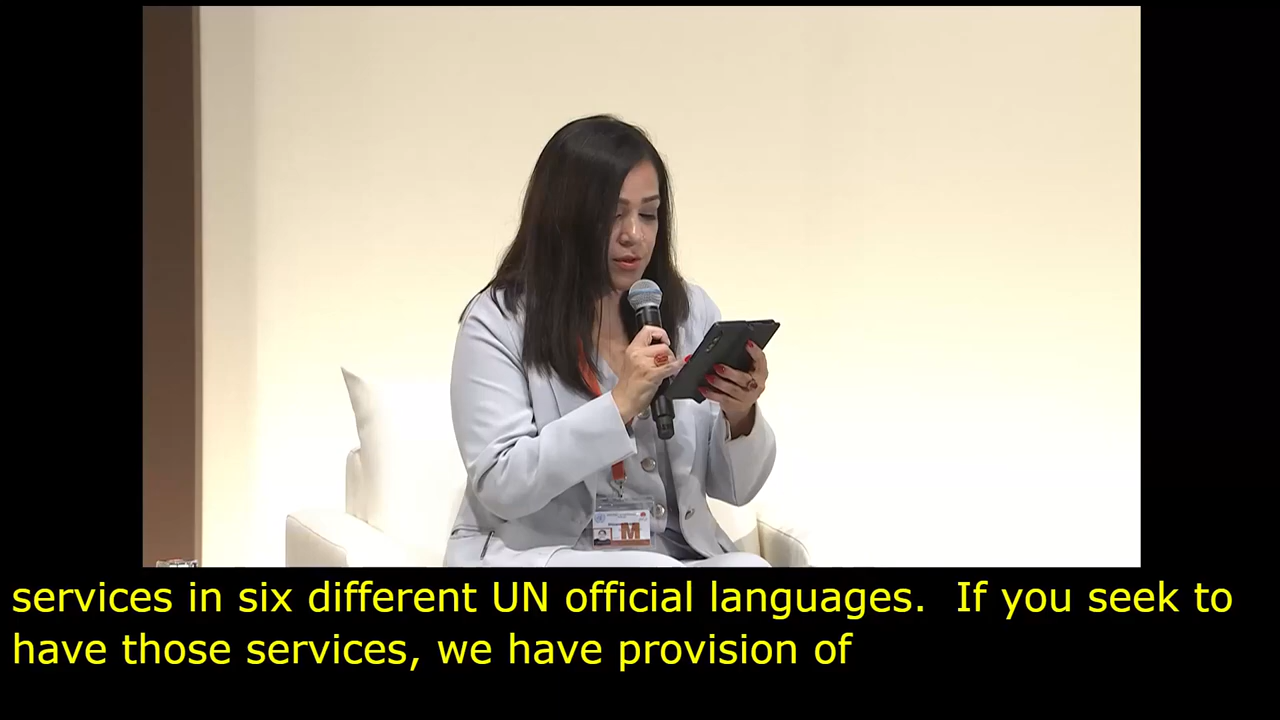 M
services in six different UN official languages.  If you seek to
have those services, we have provision of